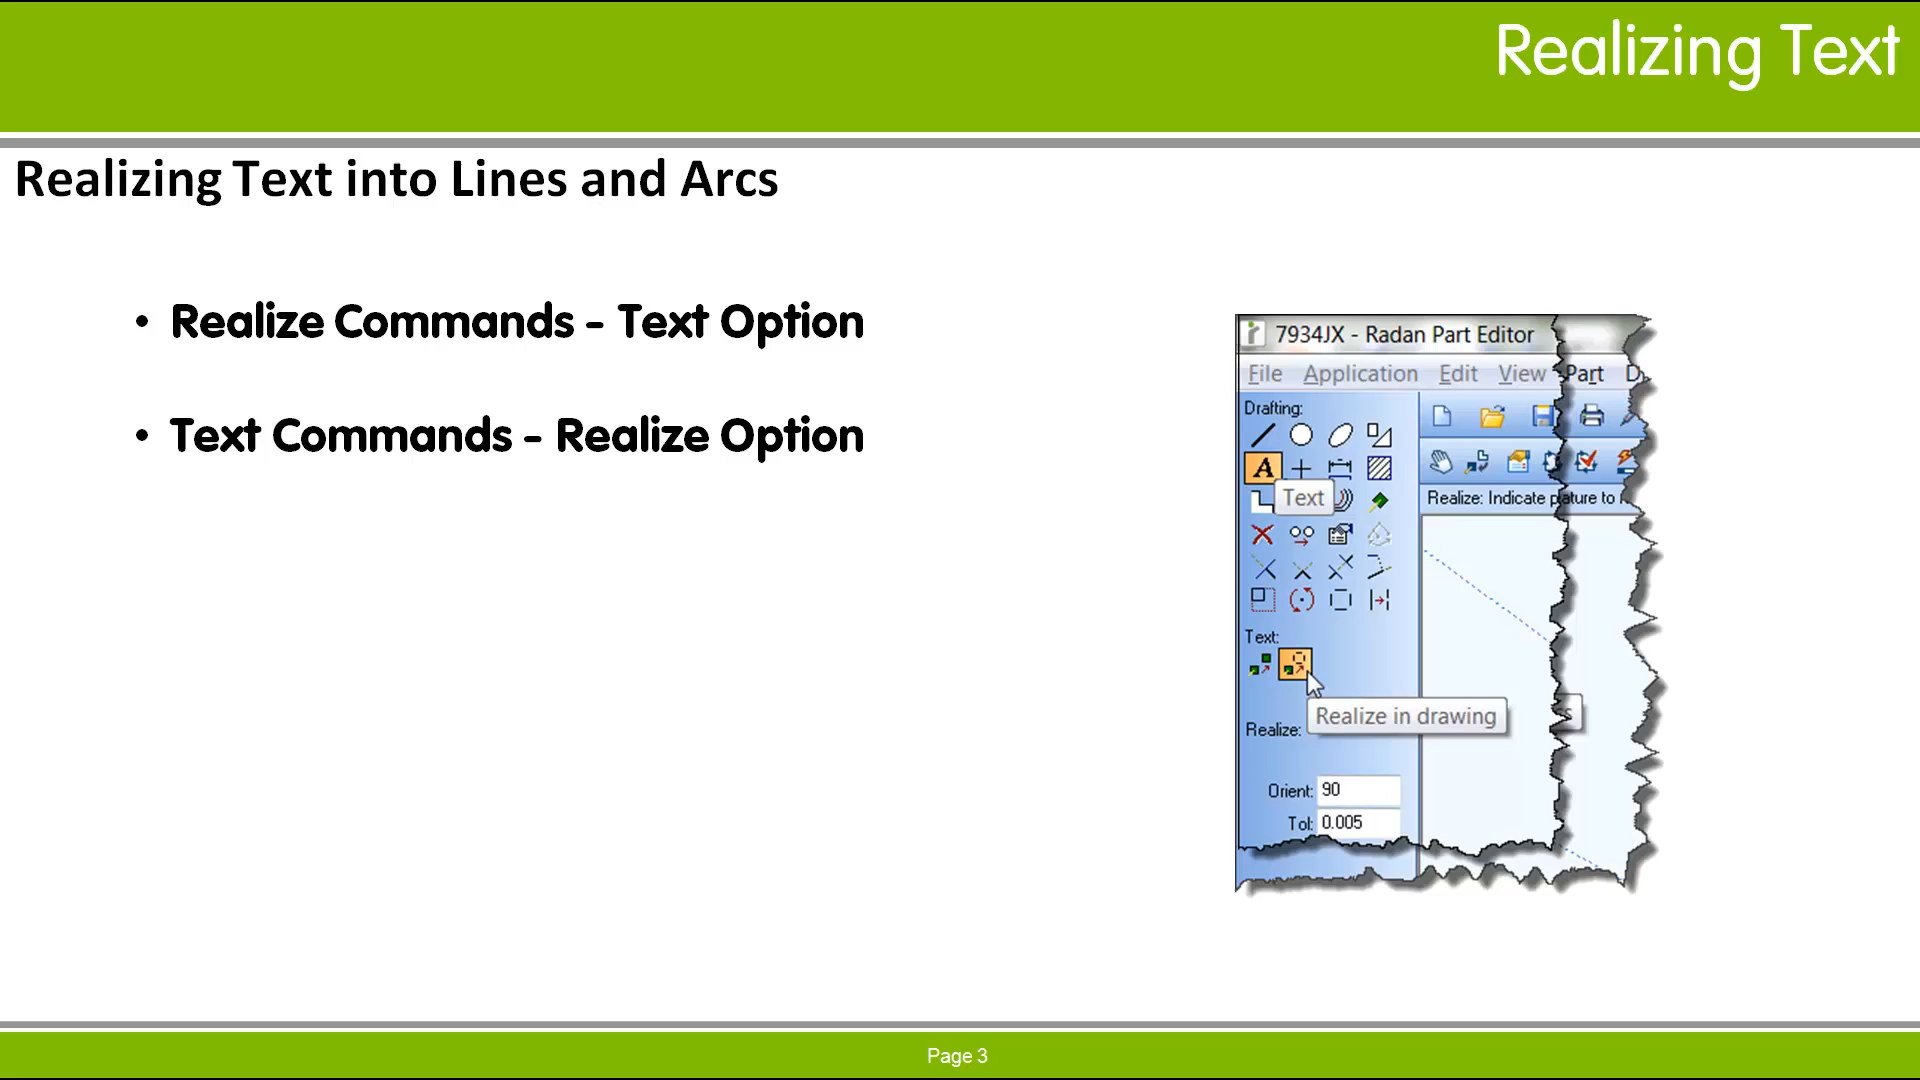 Realizing Text
Realizing Text into Lines and Arcs
• Realize Commands - Text Option
• Text Commands - Realize Option
7934JX - Radan Part Editor
File Application Edit View Part
Drafting:
A
Text
Realize: Indicate
Text:
Realize in drawing
Realize:
Orient: 90
Tol: 0.005
Page 3